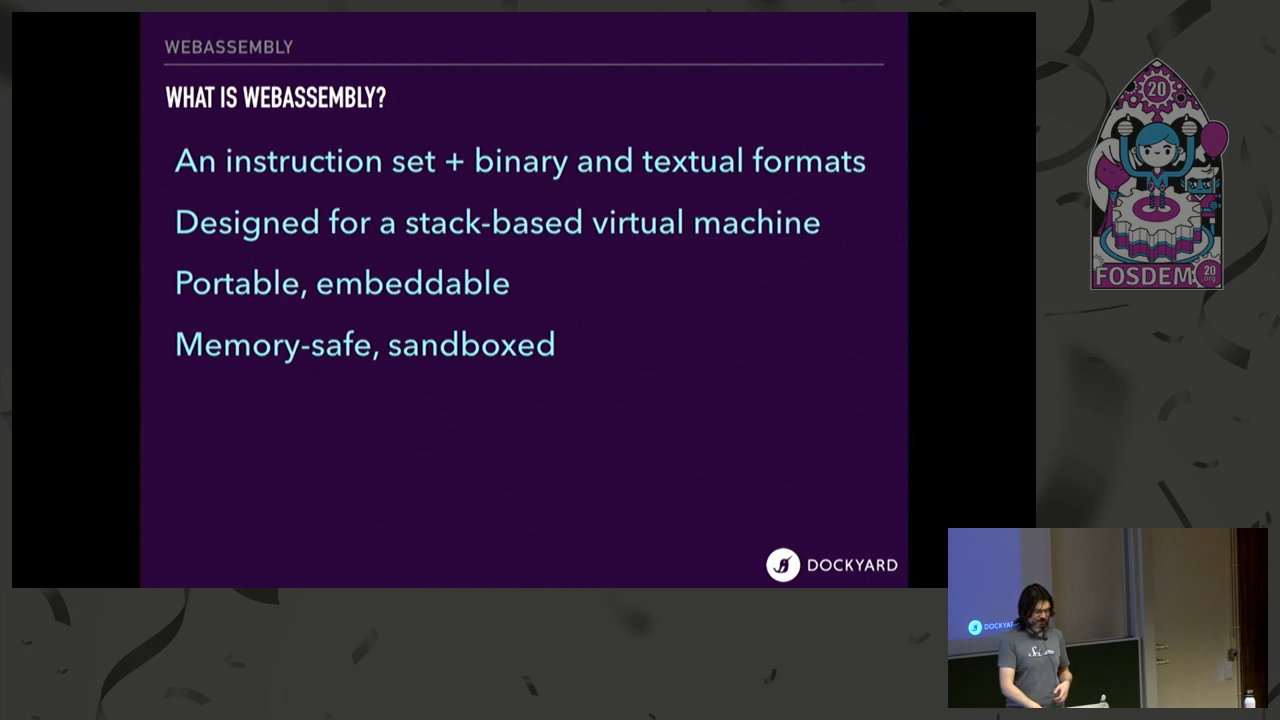 WEBASSEMBLY
WHAT IS WEBASSEMBLY?
An instruction set + binary and textual formats
Designed for a stack-based virtual machine
Portable, embeddable
Memory-safe, sandboxed
DOCKYARD
20
FOSDEM
20
.org